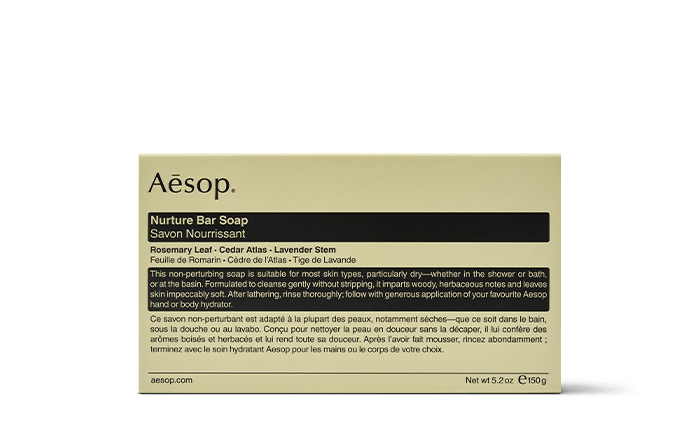 Aēsop.
Nurture Bar Soap
Savon Nourrissant
Rosemary Leaf • Cedar Atlas • Lavender Stem
Feuille de Romarin • Cèdre de l'Atlas • Tige de Lavande
This non-perturbing soap is suitable for most skin types, particularly dry—whether in the shower or bath,
or at the basin. Formulated to cleanse gently without stripping, it imparts woody, herbaceous notes and leaves
skin impeccably soft. After lathering, rinse thoroughly; follow with generous application of your favourite Aesop
hand or body hydrator.
Ce savon non-perturbant est adapté à la plupart des peaux, notamment sèches—que ce soit dans le bain,
sous la douche ou au lavabo. Conçu pour nettoyer la peau en douceur sans la décaper, il lui confère des
arômes boisés et herbacés et lui rend toute sa douceur. Après l'avoir fait mousser, rincez abondamment ;
terminez avec le soin hydratant Aesop pour les mains ou le corps de votre choix.
aesop.com Net wt 5.2 oz ℮150 g